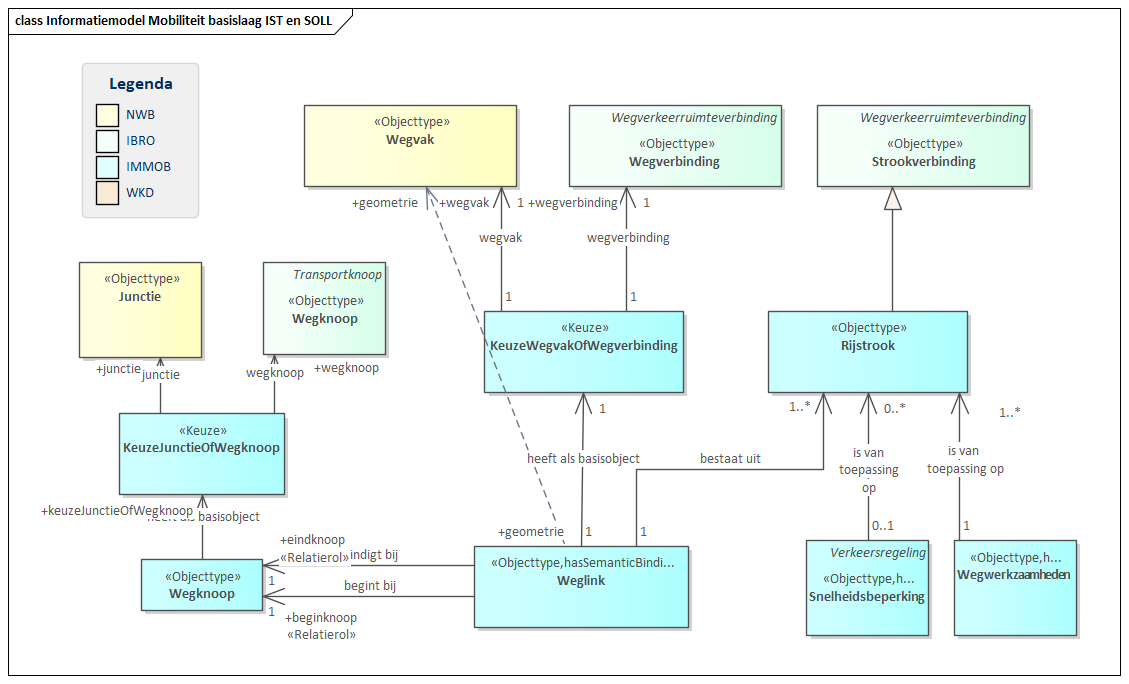 class Informatiemodel Mobiliteit basislaag IST en SOLL
Legenda
NWB
IBRO
IMMOB
WKD
«Objecttype»
Wegvak
Wegverkeerruimteverbinding
«Objecttype»
Wegverbinding
Wegverkeerruimteverbinding
«Objecttype»
Strookverbinding
+geometrie
+wegvak
1
+wegverbinding
1
wegvak
wegverbinding
1
1
«Objecttype»
Junctie
Transportknoop
«Objecttype»
Wegknoop
«Keuze»
KeuzeWegvakOfWegverbinding
«Objecttype»
Rijstrook
+junctie
junctie
wegknoop
+wegknoop
1
1..*
0..*
1..*
«Keuze»
KeuzeJunctieOfWegknoop
heeft als basisobject
bestaat uit
is van
toepassing
op
is van
toepassing op
+keuzeJunctieOfWegknoop
heeft als basisobject
+geometrie
1
1
0..1
1
+eindknoop
«Relatierol»
indigt bij
1
begint bij
1
+beginknoop
«Relatierol»
«Objecttype»
Wegknoop
«Objecttype,hasSemanticBindi...
Weglink
Verkeersregeling
«Objecttype,h...
Snelheidsbeperking
«Objecttype,h...
Wegwerkzaamheden